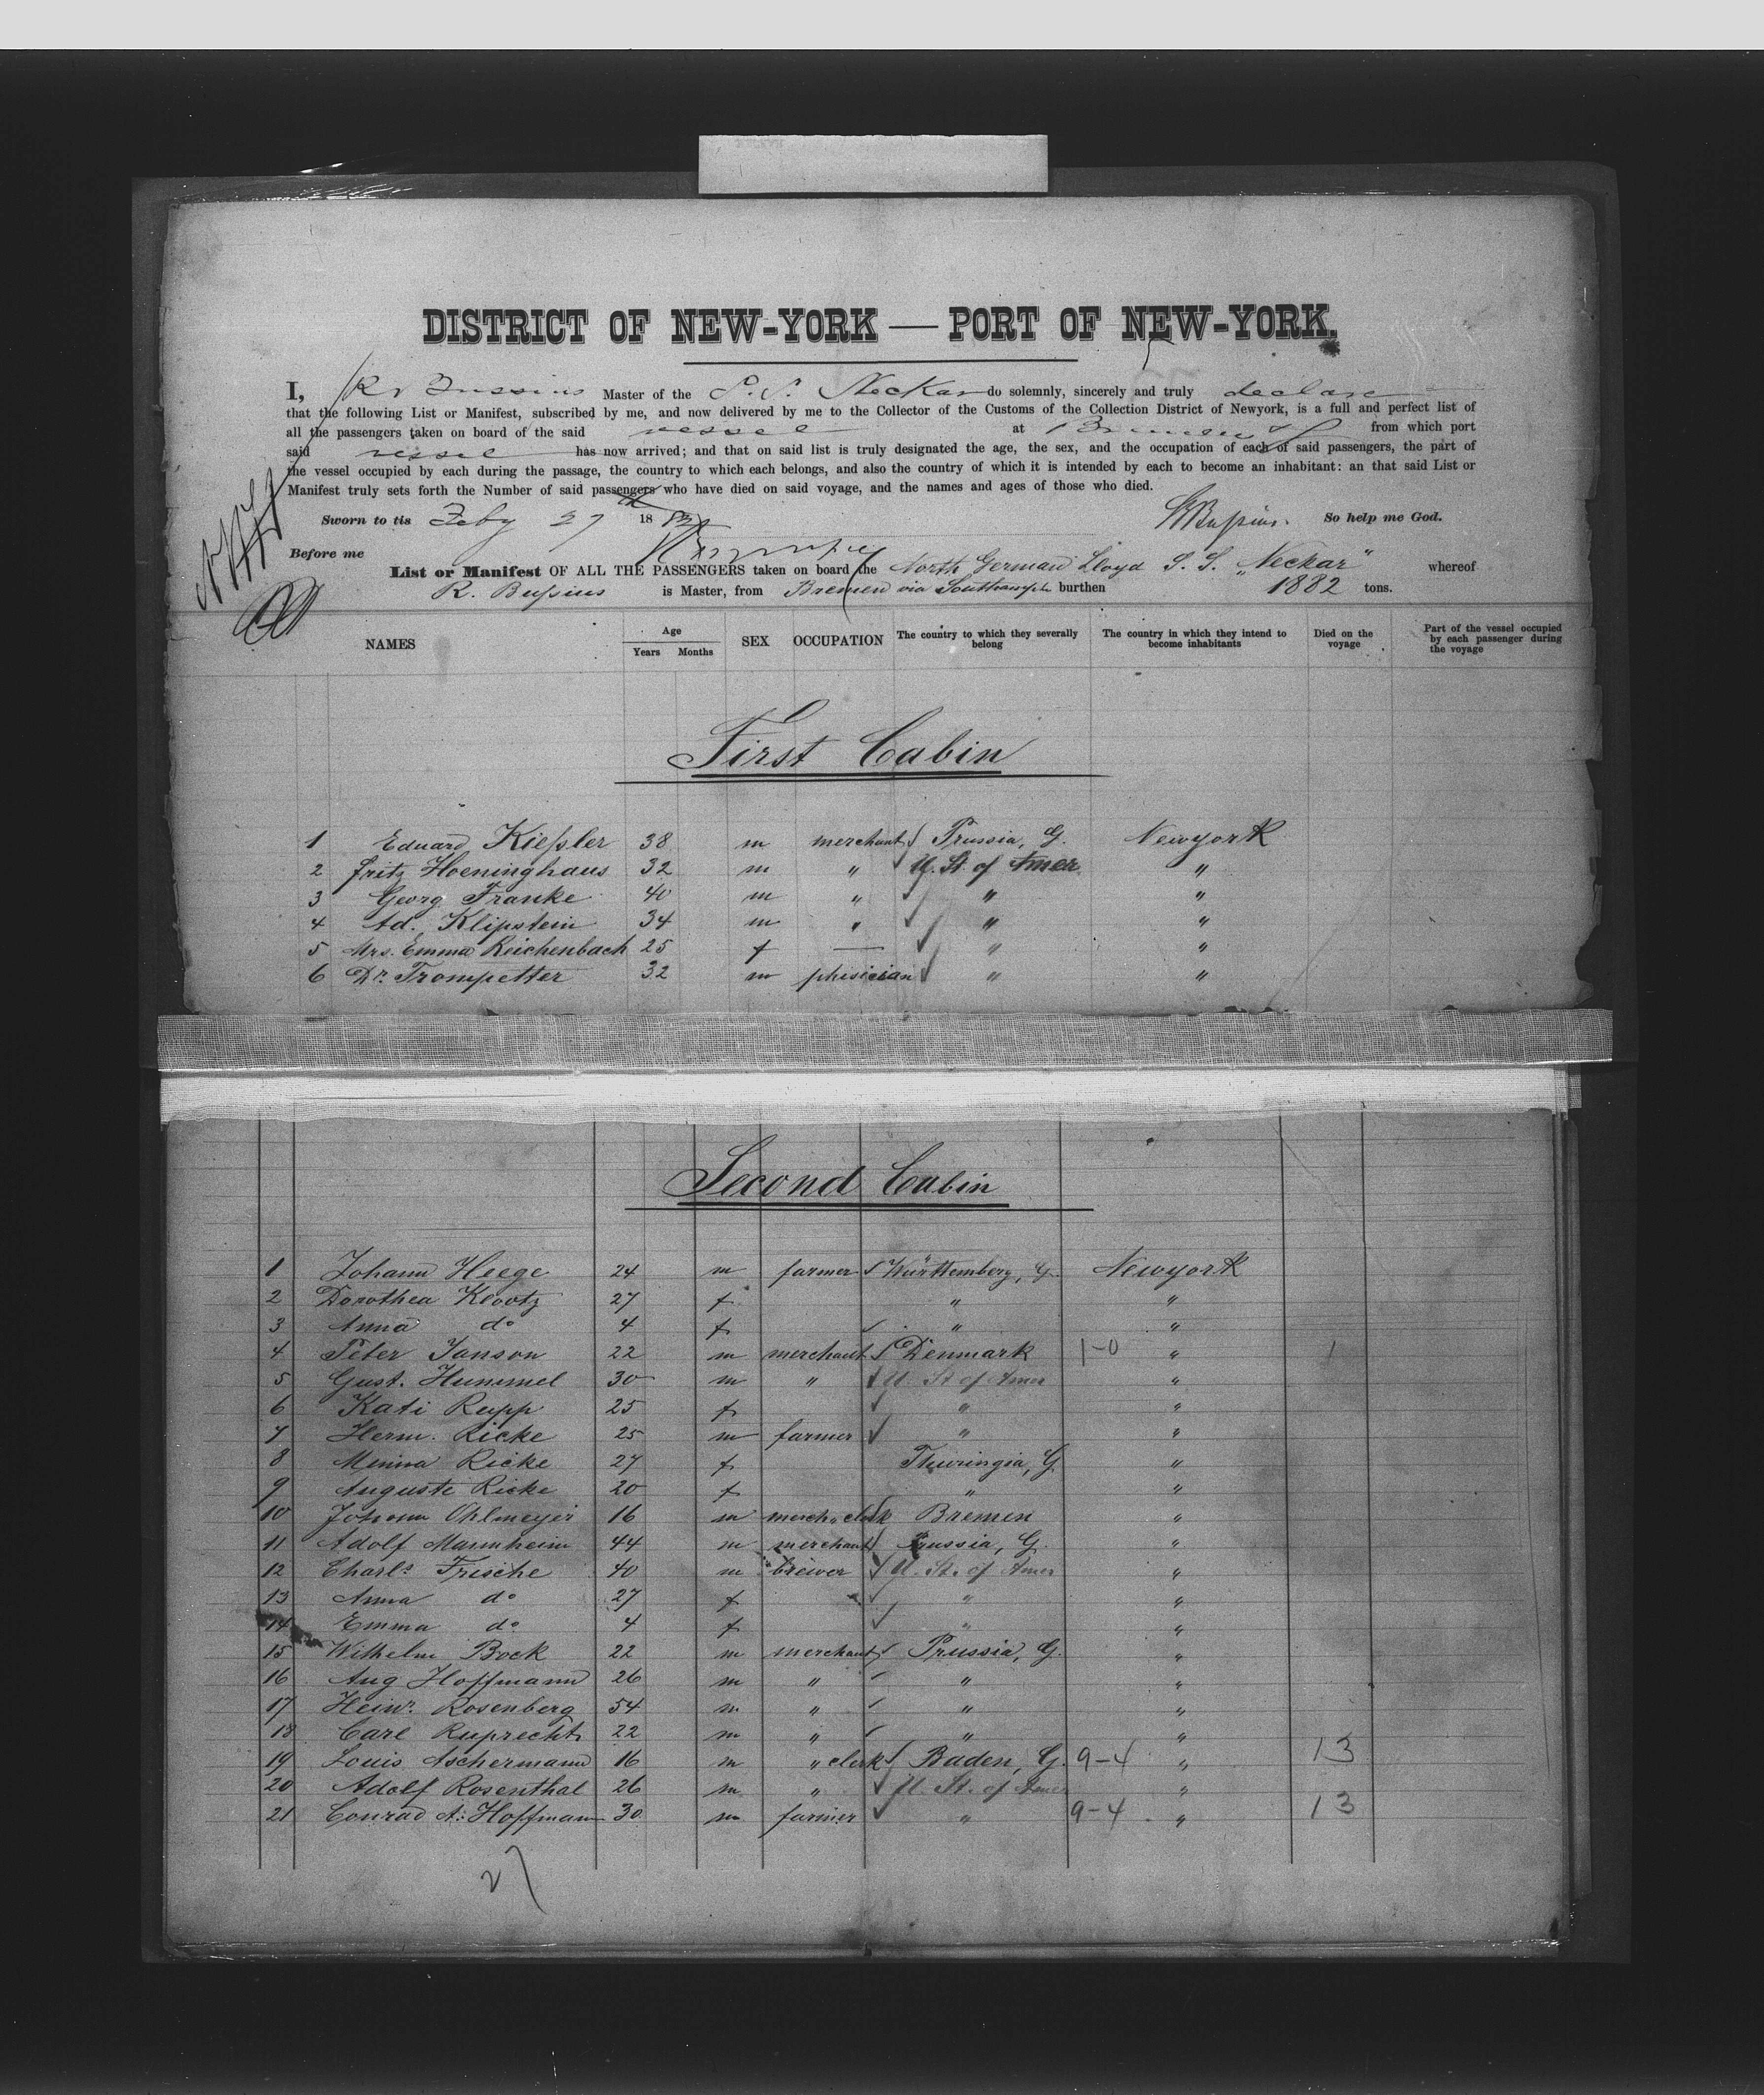 DISTRICT OF NEW-YORK — PORT OF NEW-YORK.
I, R v Bussius Master of the S. S. Neckar do solemnly, sincerely and truly declare
that the following List or Manifest, subscribed by me, and now delivered by me to the Collector of the Customs of the Collection District of Newyork, is a full and perfect list of
all the passengers taken on board of the said vessel at Bremen from which port
said vessel has now arrived; and that on said list is truly designated the age, the sex, and the occupation of each of said passengers, the part of
the vessel occupied by each during the passage, the country to which each belongs, and also the country of which it is intended by each to become an inhabitant: an that said List or
Manifest truly sets forth the Number of said passengers who have died on said voyage, and the names and ages of those who died.
Sworn to tis Feby 27 1883 RBussius. So help me God.
Before me
List or Manifest OF ALL THE PASSENGERS taken on board the North German Lloyd S. S. „Neckar" whereof
R. Bussius is Master, from Bremen via Southampt. burthen 1882 tons.
NAMES Age Years Months SEX OCCUPATION The country to which they severally belong The country in which they intend to become inhabitants Died on the voyage Part of the vessel occupied by each passenger during the voyage
First Cabin
1 Eduard Kießler 38 m merchant Prussia, G. Newyork
2 Fritz Hoeninghaus 32 m " U. St. of Amer. "
3 Georg Franke 40 m " " "
4 Ad. Klipstein 34 m " " "
5 Mrs. Emma Reichenbach 25 f — " "
6 Dr. Trompetter 32 m phisician " "
Second Cabin
1 Johann Heege 24 m farmer Württemberg, G. Newyork
2 Dorothea Klootz 27 f " "
3 Anna do 4 f " "
4 Peter Janson 22 m merchant Denmark 1-0 " 1
5 Gust. Hummel 30 m " U. St of Amer "
6 Kati Rupp 25 f " "
7 Herm. Ricke 25 m farmer " "
8 Minna Ricke 27 f Thuringia, G "
9 Auguste Ricke 20 f " "
10 Johann Ohlmeyer 16 m merch. clerk Bremen "
11 Adolf Mannheim 44 m merchant Prussia, G. "
12 Charls Frische 40 m brewer U. St. of Amer "
13 Anna do 27 f " "
14 Emma do 4 f " "
15 Wilhelm Bock 22 m merchant Prussia, G. "
16 Aug Hoffmann 26 m " " "
17 Heinr. Rosenberg 54 m " " "
18 Carl Ruprecht 22 m " " "
19 Louis Aschermann 16 m " clerk Baden, G. 9-4 " 13
20 Adolf Rosenthal 26 m " U. St. of Amer "
21 Conrad A. Hoffmann 30 m farmer " 9-4 " 13
27